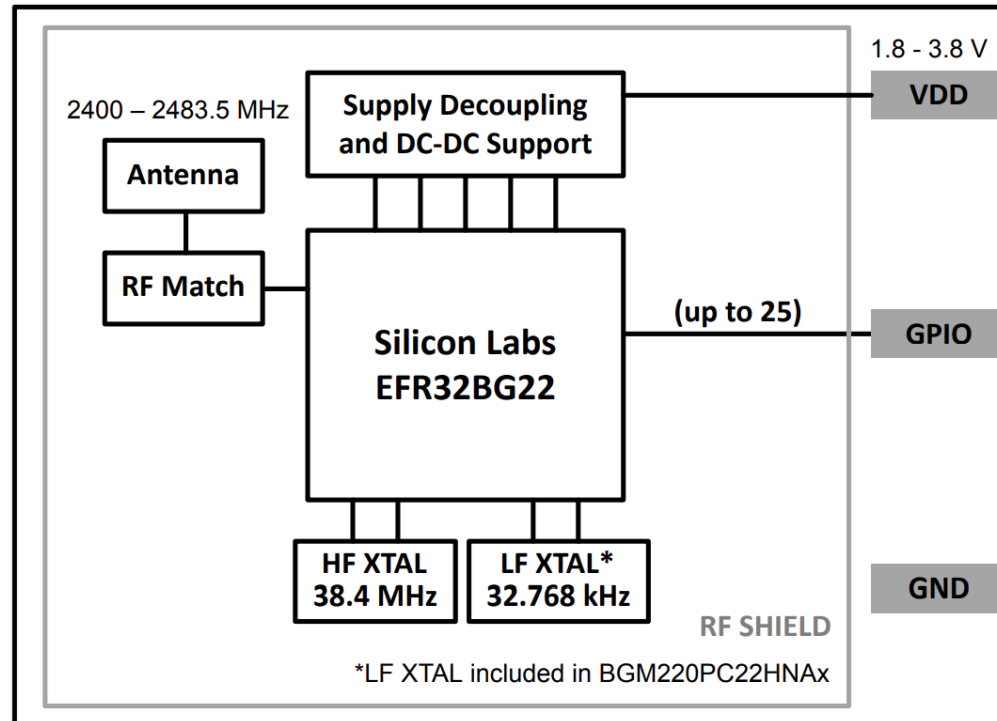 1.8 - 3.8 V
VDD
Supply Decoupling
and DC-DC Support
2400 – 2483.5 MHz
Antenna
RF Match
(up to 25)
GPIO
Silicon Labs
EFR32BG22
HF XTAL
38.4 MHz
LF XTAL*
32.768 kHz
GND
RF SHIELD
*LF XTAL included in BGM220PC22HNAx